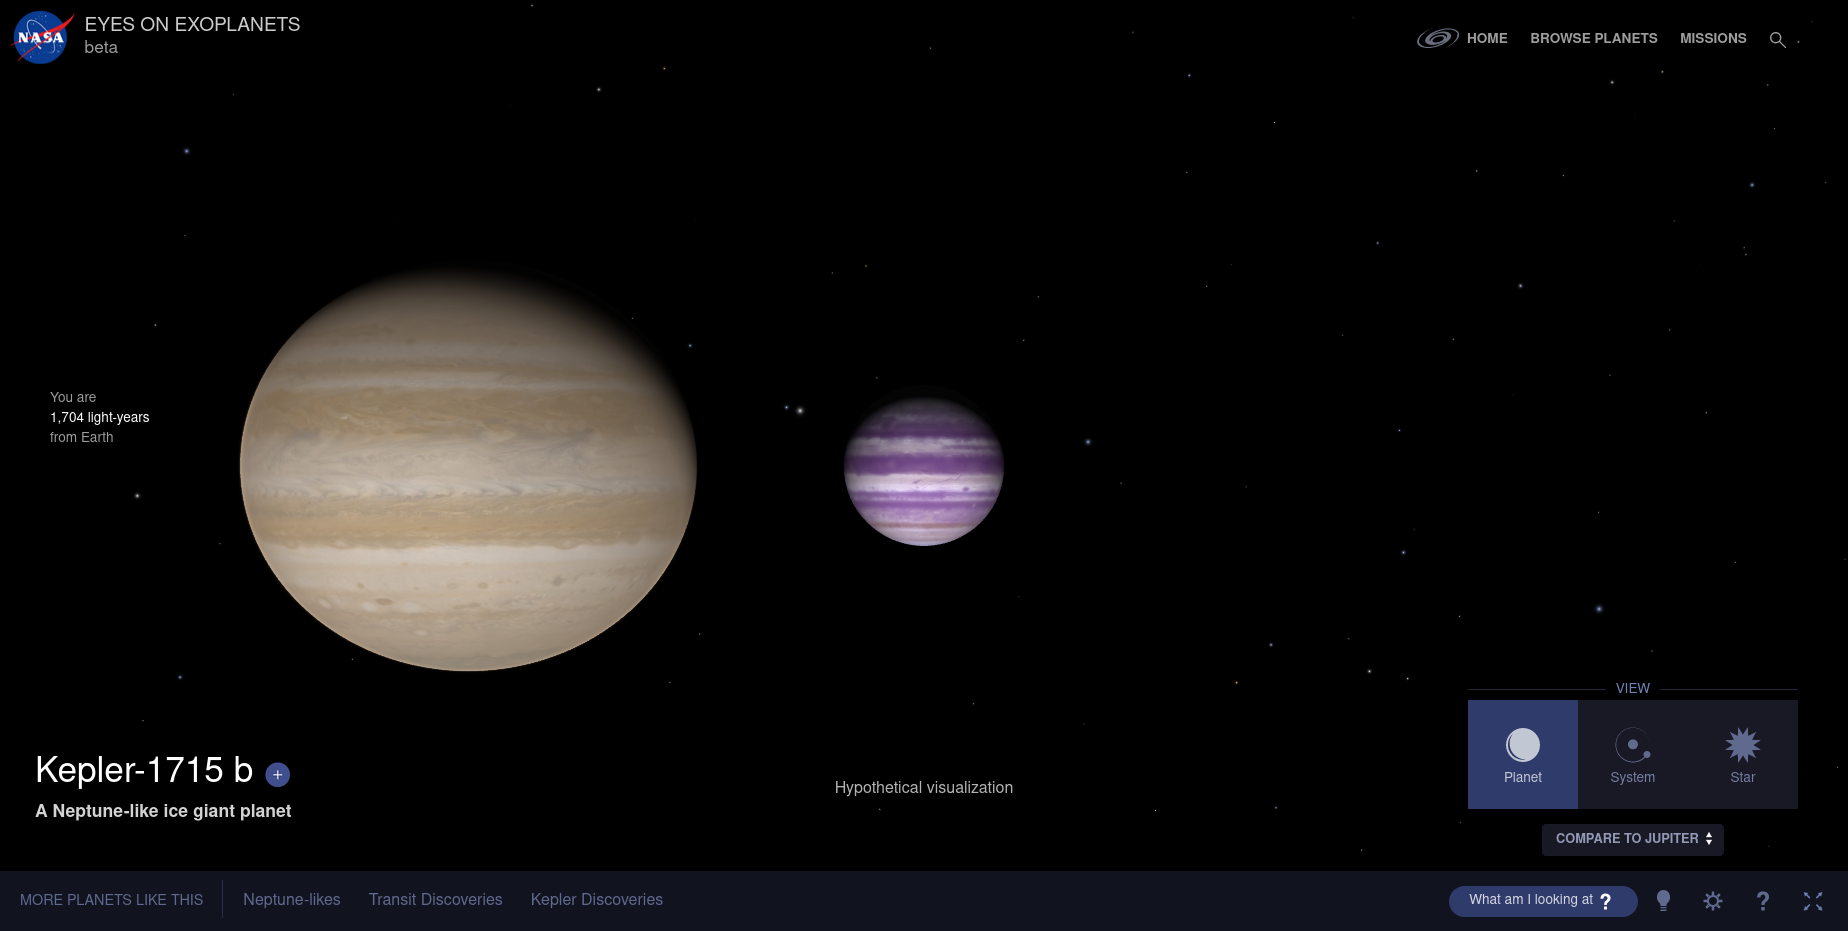 NASA
EYES ON EXOPLANETS
beta
HOME
BROWSE PLANETS
MISSIONS
You are
1,704 light-years
from Earth
Kepler-1715 b +
A Neptune-like ice giant planet
Hypothetical visualization
VIEW
Planet
System
Star
COMPARE TO JUPITER
MORE PLANETS LIKE THIS
Neptune-likes
Transit Discoveries
Kepler Discoveries
What am I looking at ?
?